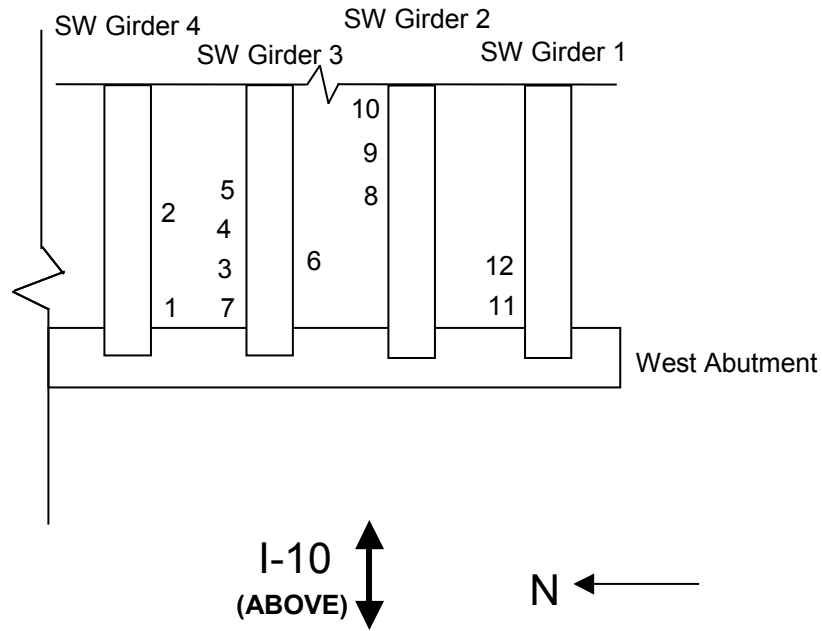 SW Girder 2
SW Girder 4
SW Girder 3
SW Girder 1
10
9
5
8
2
4
6
12
3
1
7
11
West Abutment
I-10
(ABOVE)
N